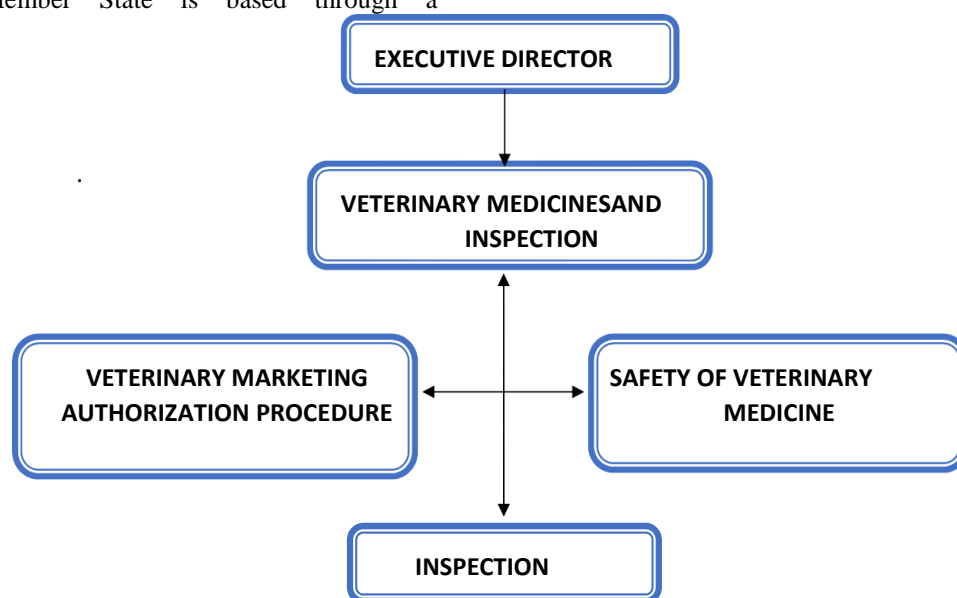 Member State is based through a
EXECUTIVE DIRECTOR
.
VETERINARY MEDICINESAND
INSPECTION
VETERINARY MARKETING
AUTHORIZATION PROCEDURE
SAFETY OF VETERINARY
MEDICINE
INSPECTION